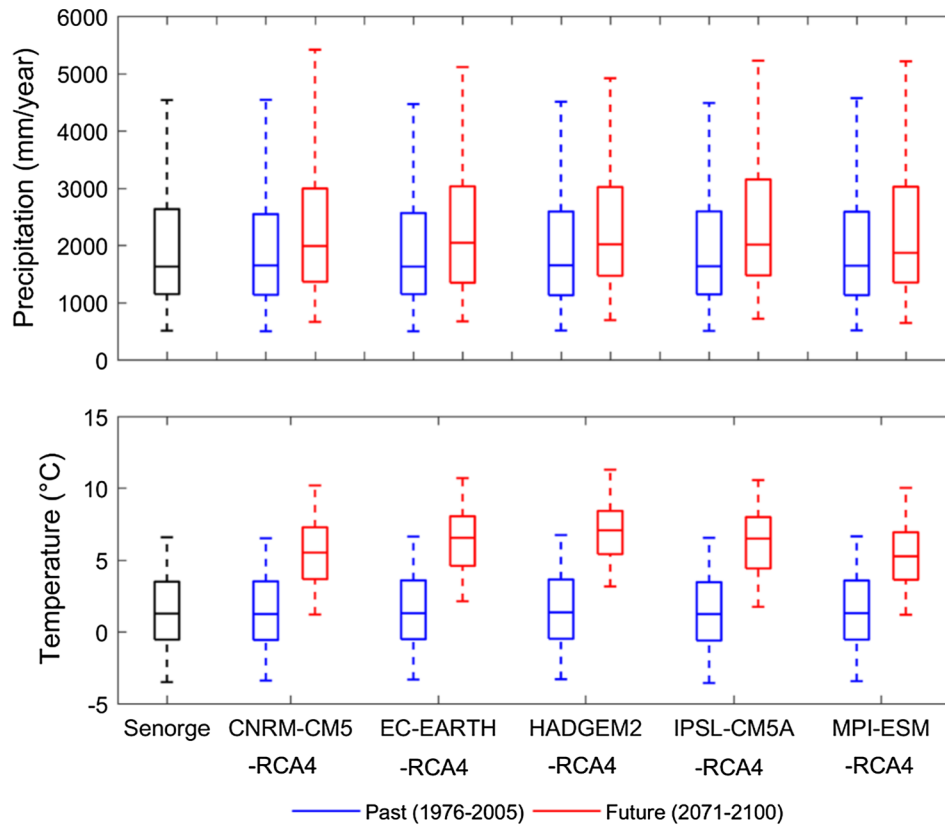 Precipitation (mm/year)
6000
5000
4000
3000
2000
1000
0
Temperature (°C)
15
10
5
0
-5
Senorge CNRM-CM5 EC-EARTH HADGEM2 IPSL-CM5A MPI-ESM
-RCA4 -RCA4 -RCA4 -RCA4 -RCA4
Past (1976-2005) Future (2071-2100)